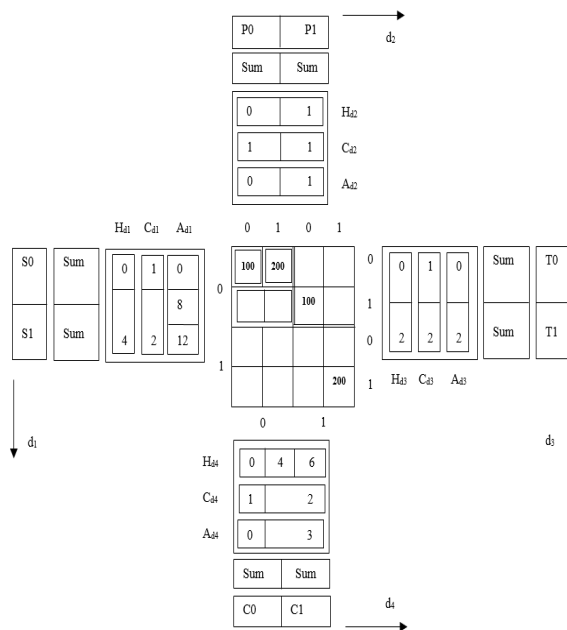 P0 P1
d2
Sum Sum
0 1 Hd2
1 1 Cd2
0 1 Ad2
Hd1 Cd1 Ad1
0 1 0 1
S0 Sum 0 1 0
0
100 200
0
0 1 0
Sum T0
8
100
1
S1 Sum 4 2 12
0
2 2 2
Sum T1
1
200
1
Hd3 Cd3 Ad3
0 1
d1
d3
Hd4 0 4 6
Cd4 1 2
Ad4 0 3
Sum Sum
C0 C1
d4